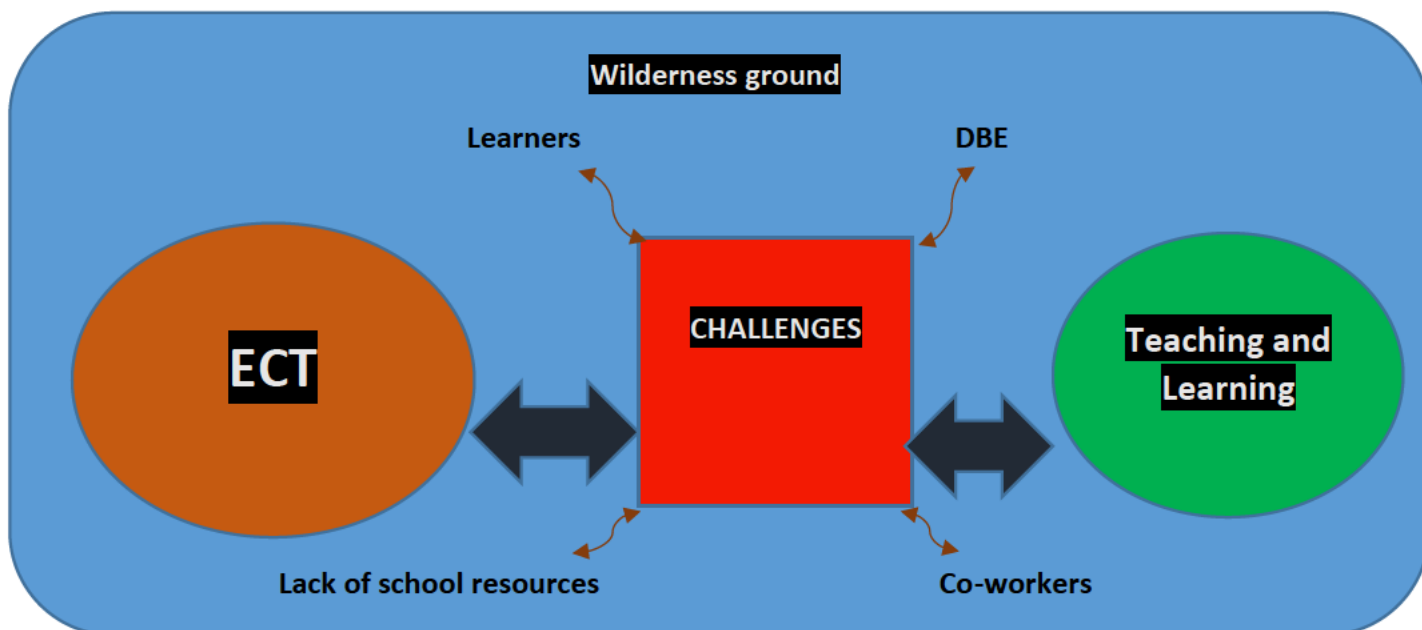 Wilderness ground
Learners
DBE
ECT
CHALLENGES
Teaching and
Learning
Lack of school resources
Co-workers